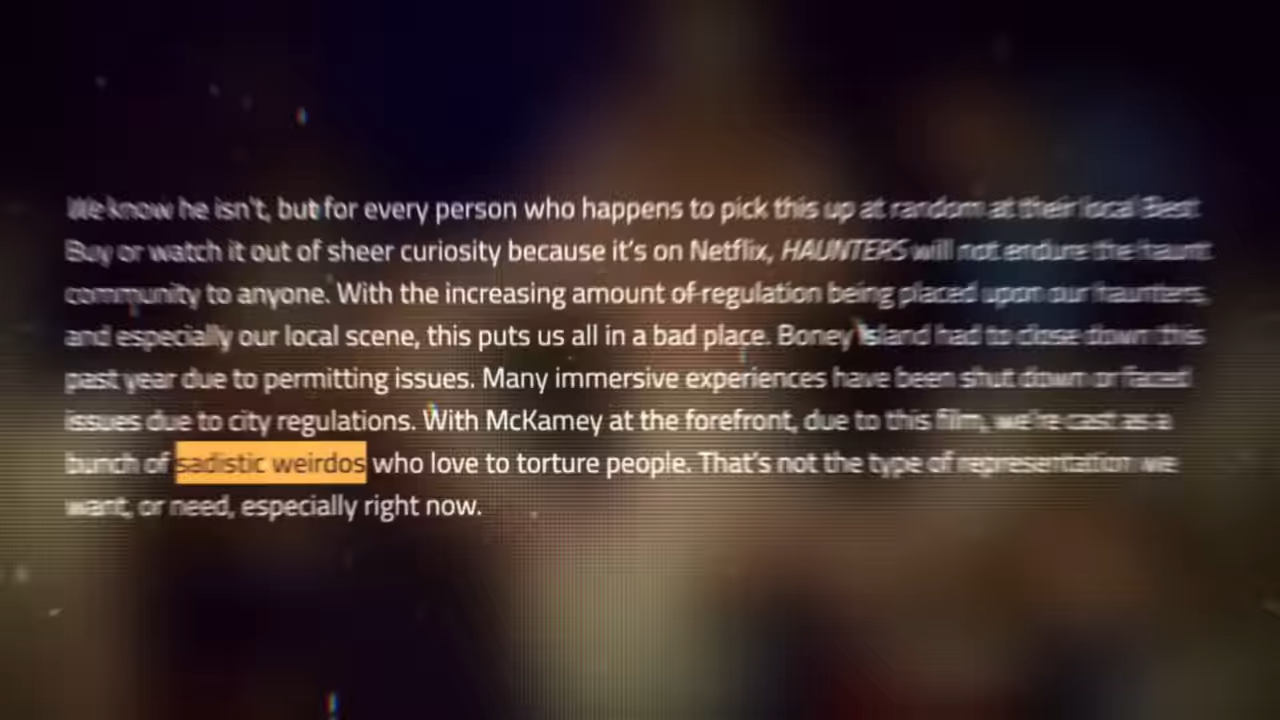 We know he isn't, but for every person who happens to pick this up at random at their local Best
Buy or watch it out of sheer curiosity because it's on Netflix, HAUNTERS will not endure the haunt
community to anyone. With the increasing amount of regulation being placed upon our haunters,
and especially our local scene, this puts us all in a bad place. Boney Island had to close down this
past year due to permitting issues. Many immersive experiences have been shut down or faced
issues due to city regulations. With McKamey at the forefront, due to this film, we're cast as a
bunch of sadistic weirdos who love to torture people. That's not the type of representation we
want, or need, especially right now.